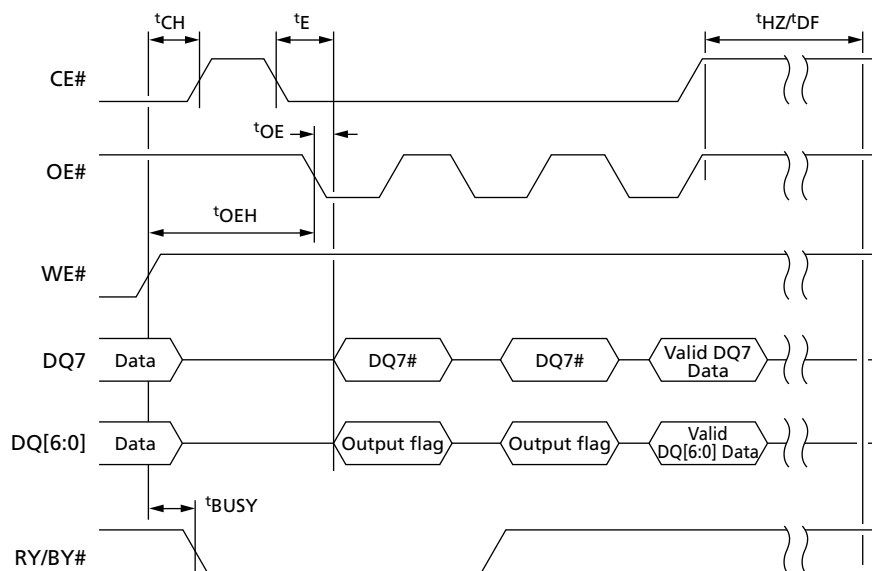 tCH
tE
tHZ/tDF
CE#
tOE
OE#
tOEH
WE#
DQ7
Data
DQ7#
DQ7#
Valid DQ7
Data
DQ[6:0]
Data
Output flag
Output flag
Valid
DQ[6:0] Data
tBUSY
RY/BY#